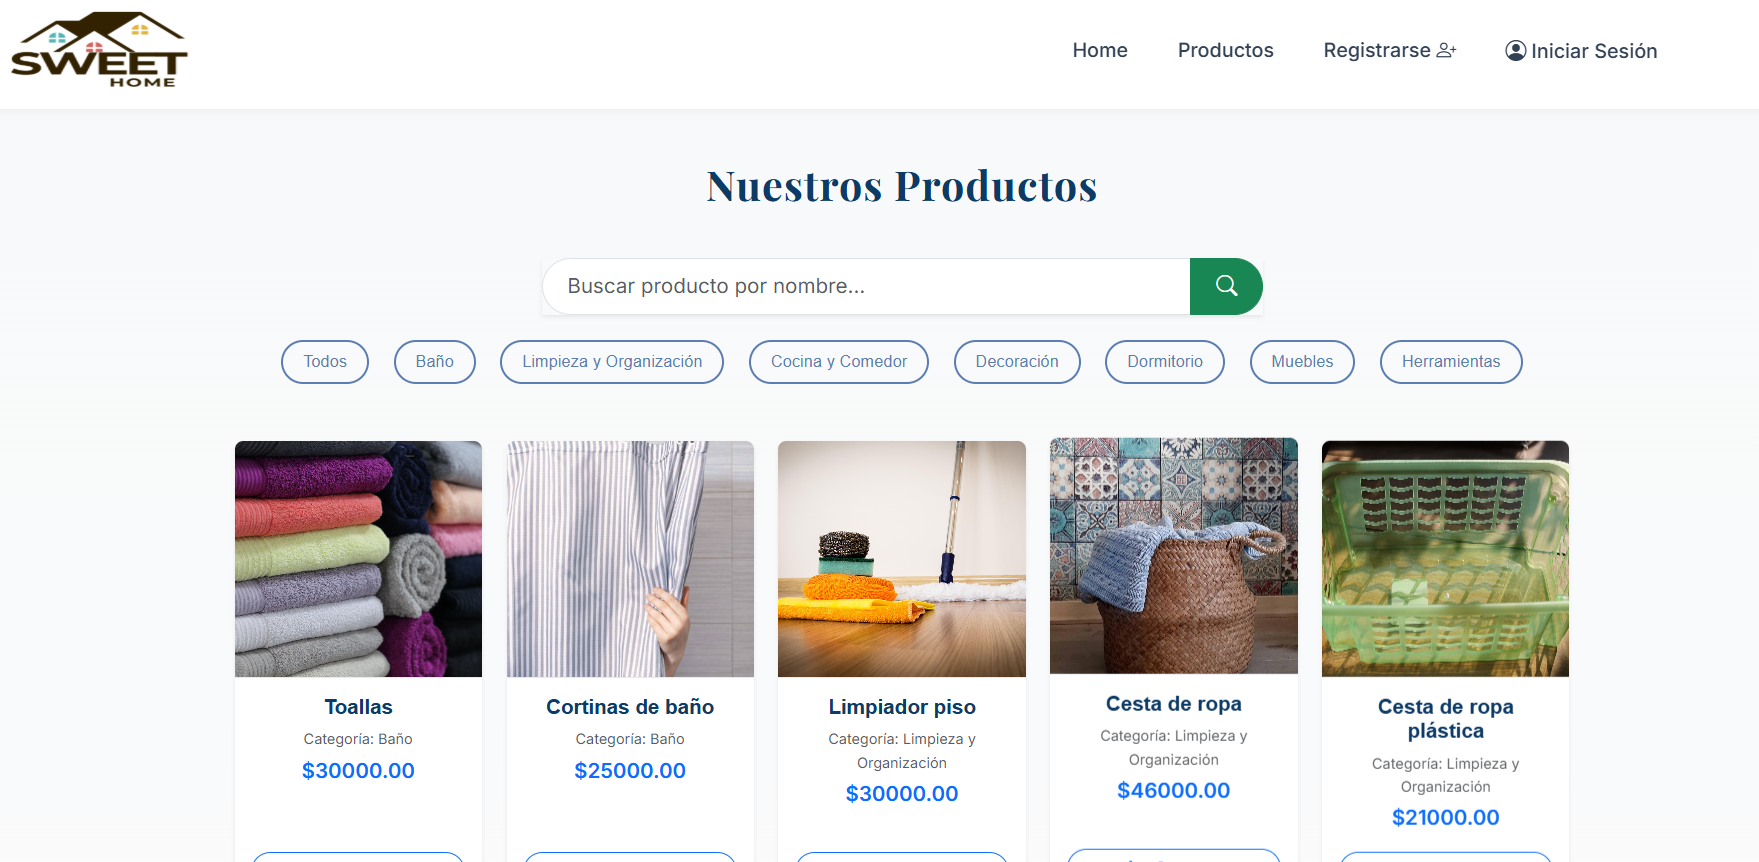 SWEET
HOME
Home
Productos
Registrarse
Iniciar Sesión
Nuestros Productos
Buscar producto por nombre...
Todos
Baño
Limpieza y Organización
Cocina y Comedor
Decoración
Dormitorio
Muebles
Herramientas
Toallas
Categoría: Baño
$30000.00
Cortinas de baño
Categoría: Baño
$25000.00
Limpiador piso
Categoría: Limpieza y
Organización
$30000.00
Cesta de ropa
Categoría: Limpieza y
Organización
$46000.00
Cesta de ropa
plástica
Categoría: Limpieza y
Organización
$21000.00